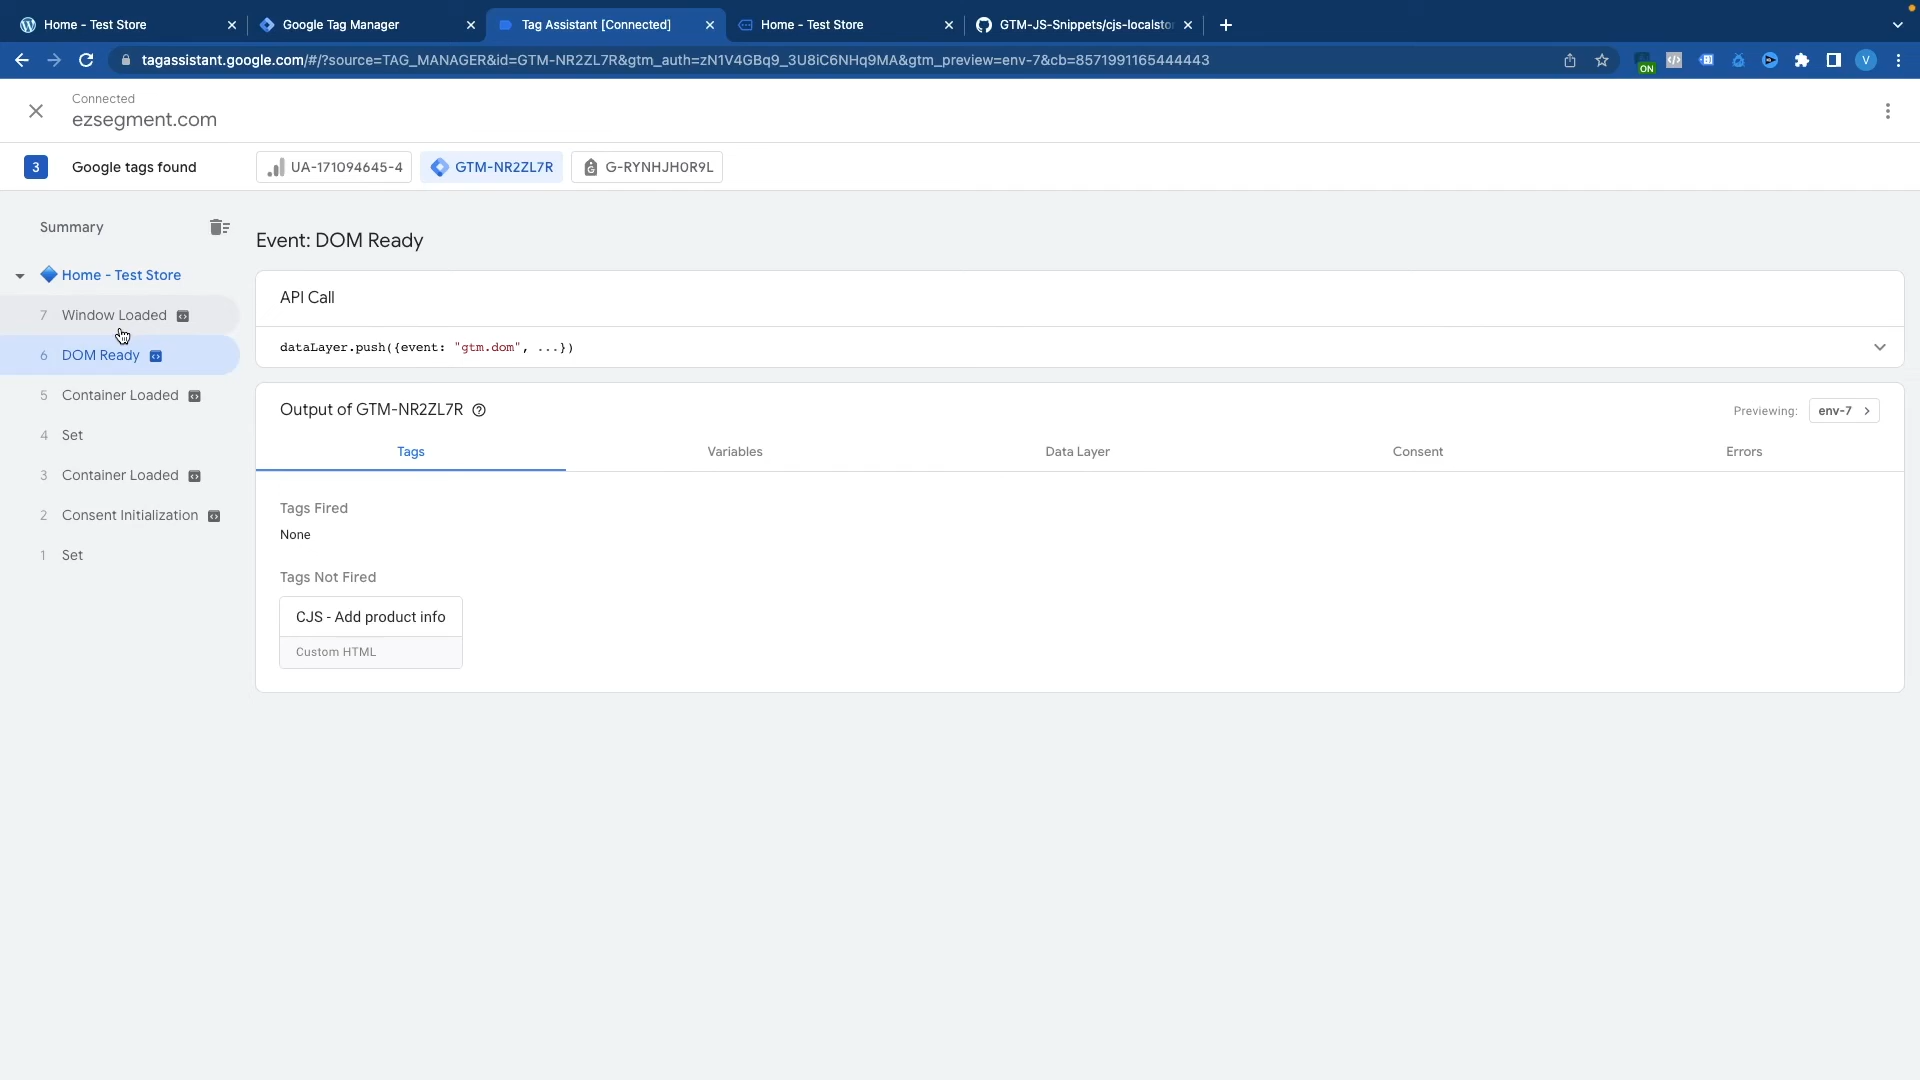 Home - Test Store
Google Tag Manager
Tag Assistant [Connected]
Home - Test Store
GTM-JS-Snippets/cjs-localsto
tagassistant.google.com/#/?source=TAG_MANAGER&id=GTM-NR2ZL7R&gtm_auth=zN1V4GBq9_3U8iC6NHq9MA&gtm_preview=env-7&cb=8571991165444443
ON
V
Connected
ezsegment.com
3 Google tags found
UA-171094645-4
GTM-NR2ZL7R
G-RYNHJH0R9L
Summary
Home - Test Store
7 Window Loaded
6 DOM Ready
5 Container Loaded
4 Set
3 Container Loaded
2 Consent Initialization
1 Set
Event: DOM Ready
API Call
dataLayer.push({event: "gtm.dom", ...})
Output of GTM-NR2ZL7R
Previewing: env-7
Tags Variables Data Layer Consent Errors
Tags Fired
None
Tags Not Fired
CJS - Add product info
Custom HTML